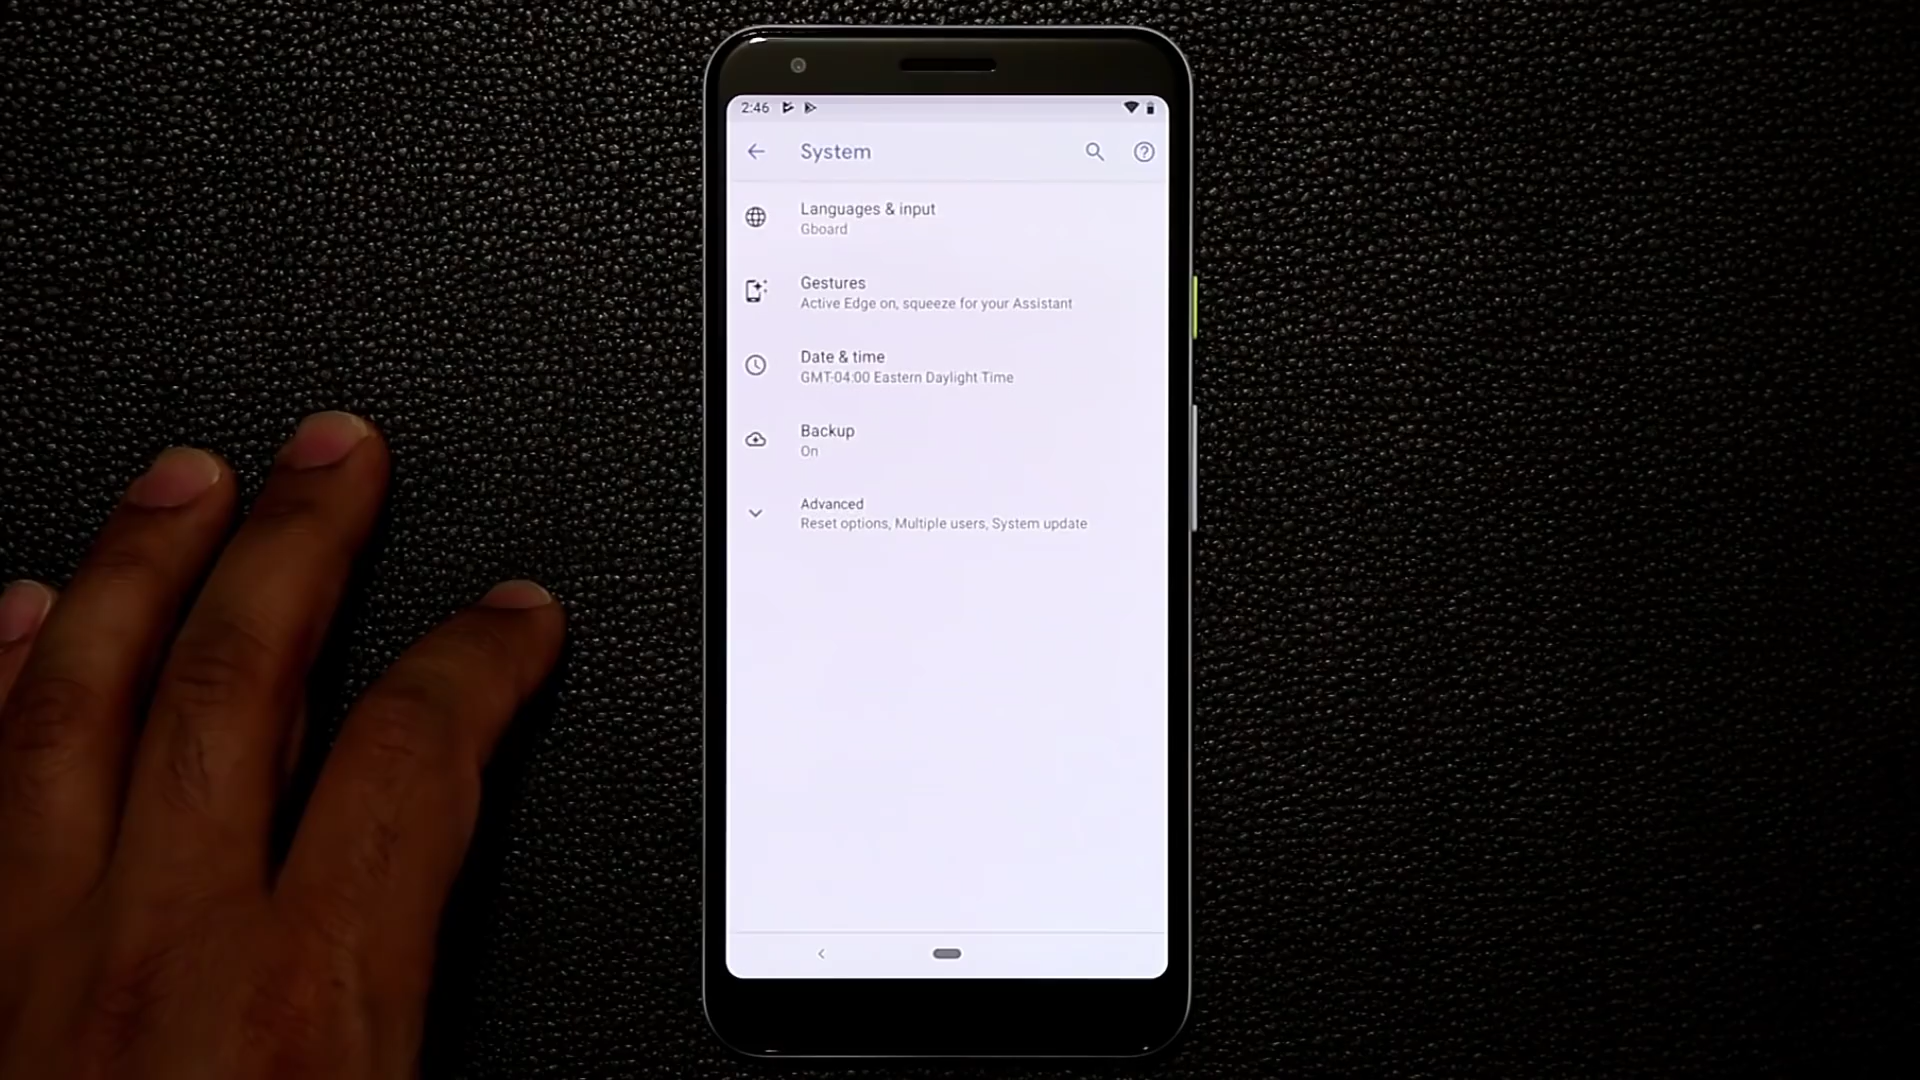 2:46
System
Languages & input
Gboard
Gestures
Active Edge on, squeeze for your Assistant
Date & time
GMT-04:00 Eastern Daylight Time
Backup
On
Advanced
Reset options, Multiple users, System update